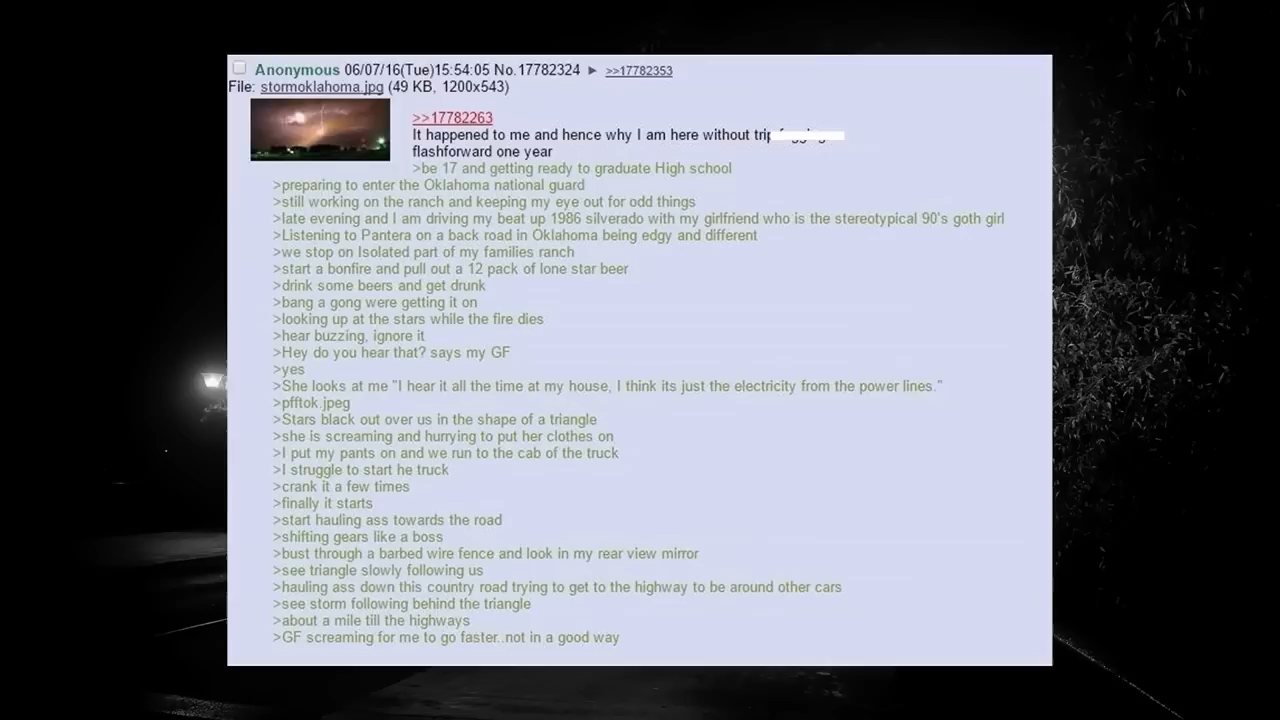 Anonymous 06/07/16(Tue)15:54:05 No.17782324 ▶ >>17782353
File: stormoklahoma.jpg (49 KB, 1200x543)
>>17782263
It happened to me and hence why I am here without
flashforward one year
>be 17 and getting ready to graduate High school
>preparing to enter the Oklahoma national guard
>still working on the ranch and keeping my eye out for odd things
>late evening and I am driving my beat up 1986 silverado with my girlfriend who is the stereotypical 90's goth girl
>Listening to Pantera on a back road in Oklahoma being edgy and different
>we stop on Isolated part of my families ranch
>start a bonfire and pull out a 12 pack of lone star beer
>drink some beers and get drunk
>bang a gong were getting it on
>looking up at the stars while the fire dies
>hear buzzing, ignore it
>Hey do you hear that? says my GF
>yes
>She looks at me "I hear it all the time at my house, I think its just the electricity from the power lines."
>pfftok.jpeg
>Stars black out over us in the shape of a triangle
>she is screaming and hurrying to put her clothes on
>I put my pants on and we run to the cab of the truck
>I struggle to start he truck
>crank it a few times
>finally it starts
>start hauling ass towards the road
>shifting gears like a boss
>bust through a barbed wire fence and look in my rear view mirror
>see triangle slowly following us
>hauling ass down this country road trying to get to the highway to be around other cars
>see storm following behind the triangle
>about a mile till the highways
>GF screaming for me to go faster..not in a good way